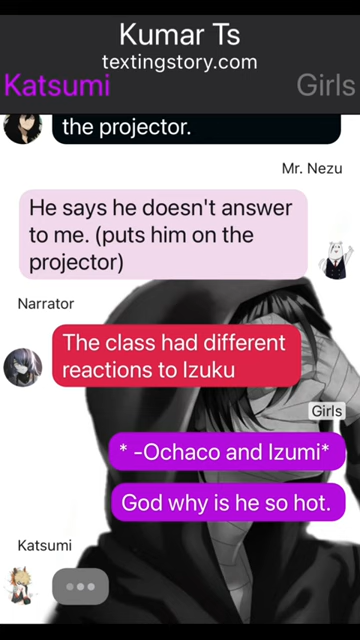 Kumar Ts
textingstory.com
Katsumi
Girls
the projector.
Mr. Nezu
He says he doesn't answer
to me. (puts him on the
projector)
Narrator
The class had different
reactions to Izuku
Girls
* -Ochaco and Izumi*
God why is he so hot.
Katsumi